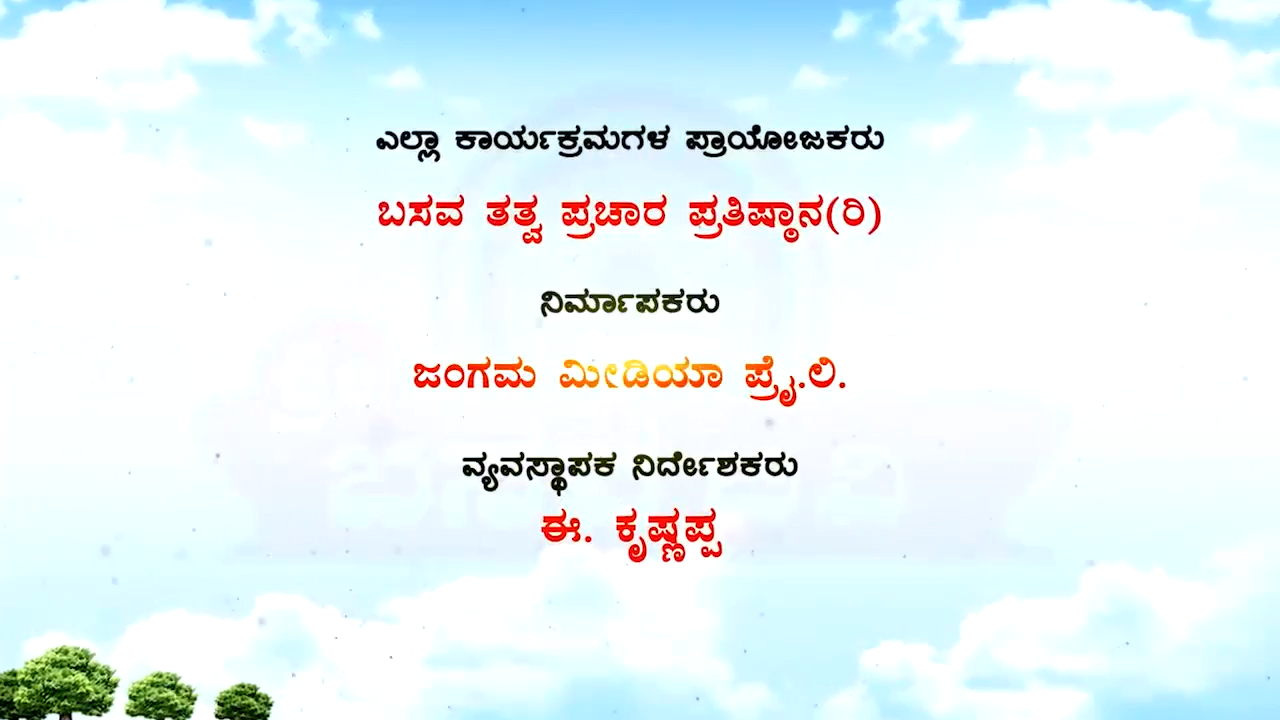 ಎಲ್ಲಾ ಕಾರ್ಯಕ್ರಮಗಳ ಪ್ರಾಯೋಜಕರು
ಬಸವ ತತ್ವ ಪ್ರಚಾರ ಪ್ರತಿಷ್ಠಾನ(ರಿ)
ನಿರ್ಮಾಪಕರು
ಜಂಗಮ ಮೀಡಿಯಾ ಪ್ರೈ.ಲಿ.
ವ್ಯವಸ್ಥಾಪಕ ನಿರ್ದೇಶಕರು
ಈ. ಕೃಷ್ಣಪ್ಪ